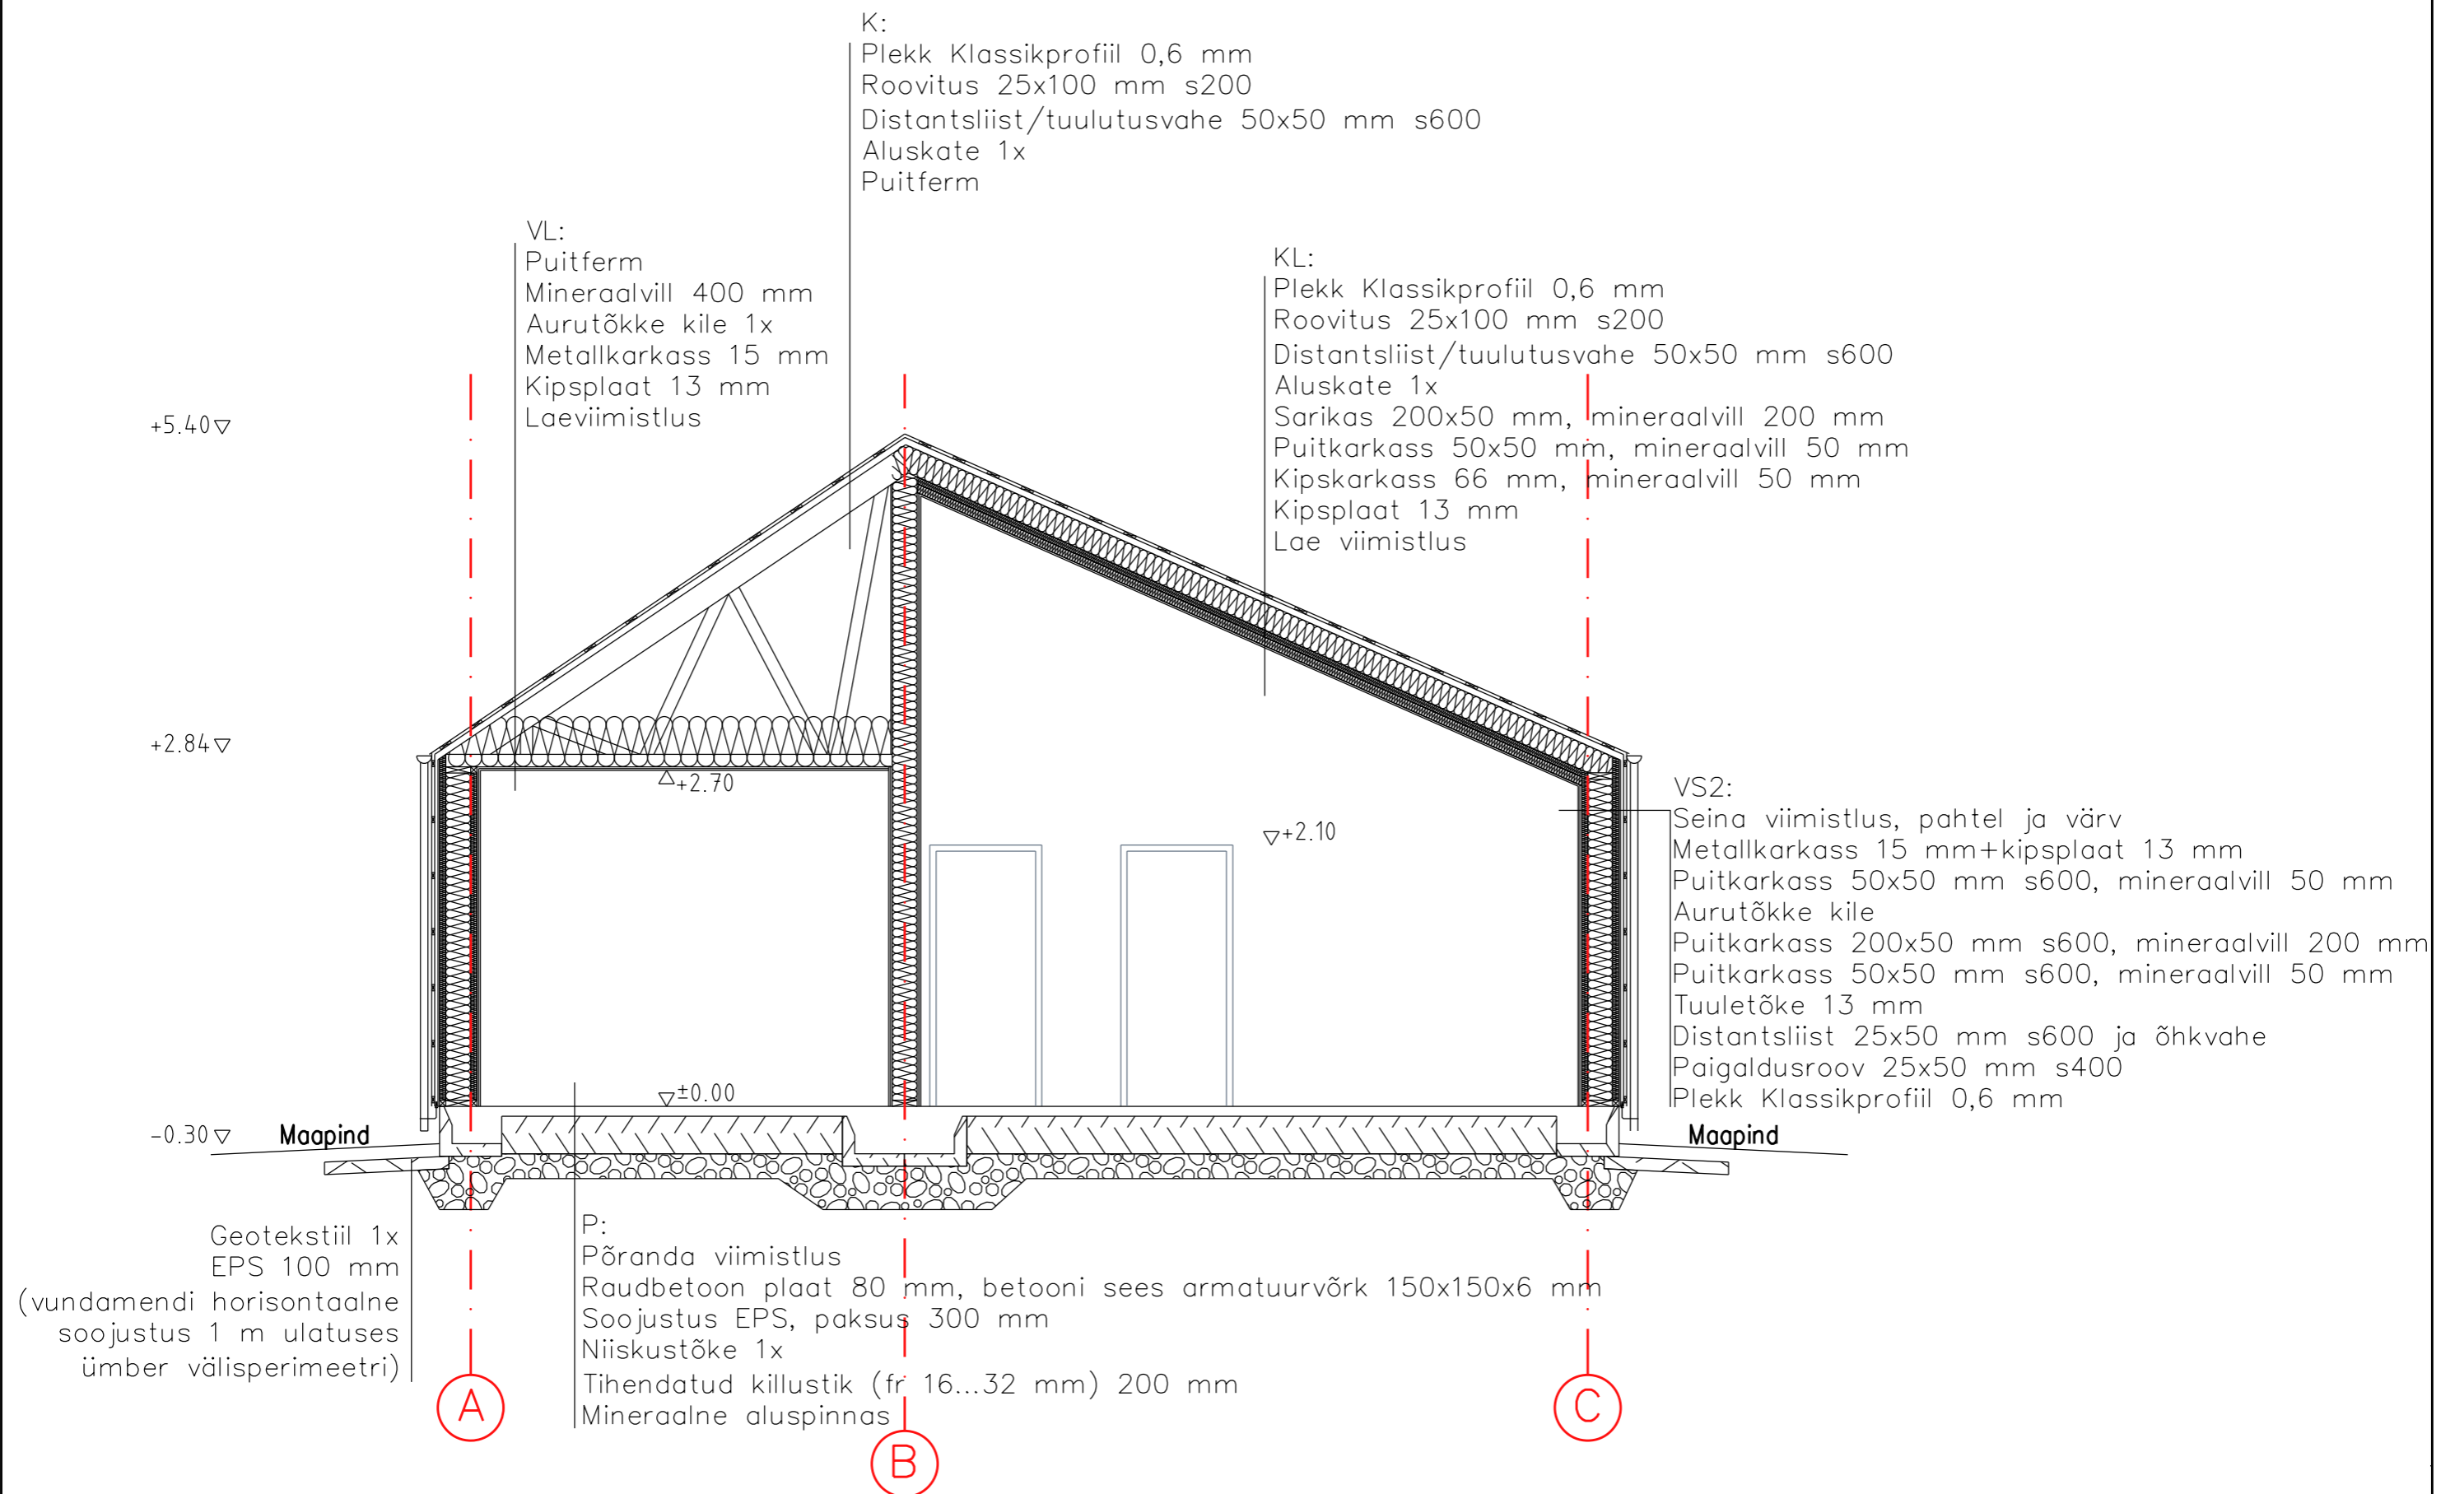 K:
Plekk Klassikprofiil 0,6 mm
Roovitus 25x100 mm s200
Distantsliist/tuulutusvahe 50x50 mm s600
Aluskate 1x
Puitferm
VL:
Puitferm
Mineraalvill 400 mm
Aurutõkke kile 1x
Metallkarkass 15 mm
Kipsplaat 13 mm
Laeviimistlus
KL:
Plekk Klassikprofiil 0,6 mm
Roovitus 25x100 mm s200
Distantsliist/tuulutusvahe 50x50 mm s600
Aluskate 1x
Sarikas 200x50 mm, mineraalvill 200 mm
Puitkarkass 50x50 mm, mineraalvill 50 mm
Kipskarkass 66 mm, mineraalvill 50 mm
Kipsplaat 13 mm
Lae viimistlus
+5.40
+2.84
+2.70
+2.10
±0.00
-0.30
Maapind
Maapind
VS2:
Seina viimistlus, pahtel ja värv
Metallkarkass 15 mm+kipsplaat 13 mm
Puitkarkass 50x50 mm s600, mineraalvill 50 mm
Aurutõkke kile
Puitkarkass 200x50 mm s600, mineraalvill 200 mm
Puitkarkass 50x50 mm s600, mineraalvill 50 mm
Tuuletõke 13 mm
Distantsliist 25x50 mm s600 ja õhkvahe
Paigaldusroov 25x50 mm s400
Plekk Klassikprofiil 0,6 mm
Geotekstiil 1x
EPS 100 mm
(vundamendi horisontaalne
soojustus 1 m ulatuses
ümber välisperimeetri)
P:
Põranda viimistlus
Raudbetoon plaat 80 mm, betooni sees armatuurvõrk 150x150x6 mm
Soojustus EPS, paksus 300 mm
Niiskustõke 1x
Tihendatud killustik (fr 16...32 mm) 200 mm
Mineraalne aluspinnas
A
B
C